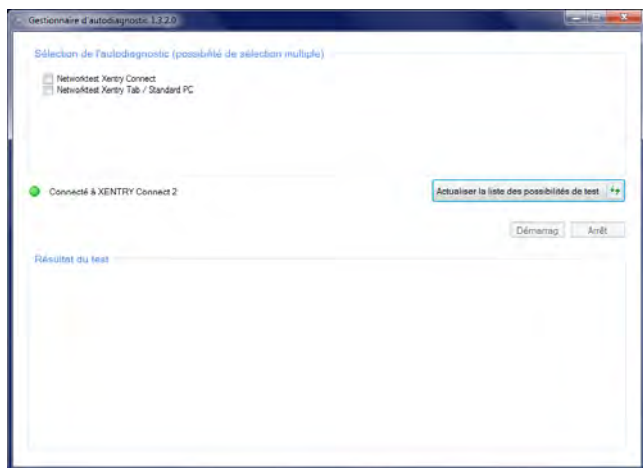 Gestionnaire d'autodiagnostic 1.3.2.0
Sélection de l'autodiagnostic (possibilité de sélection multiple)
Networktest Xentry Connect
Networktest Xentry Tab / Standard PC
Connecté à XENTRY Connect 2
Actualiser la liste des possibilités de test
Démarrag
Arrêt
Résultat du test